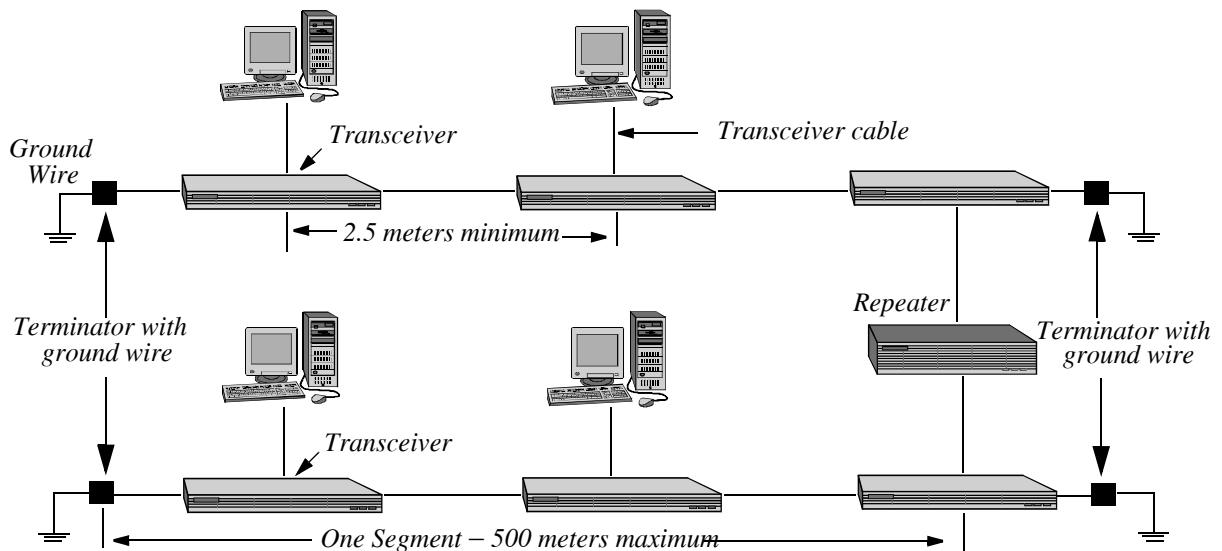 Transceiver
Transceiver cable
Ground
Wire
2.5 meters minimum
Repeater
Terminator with
ground wire
Terminator with
ground wire
Transceiver
One Segment – 500 meters maximum